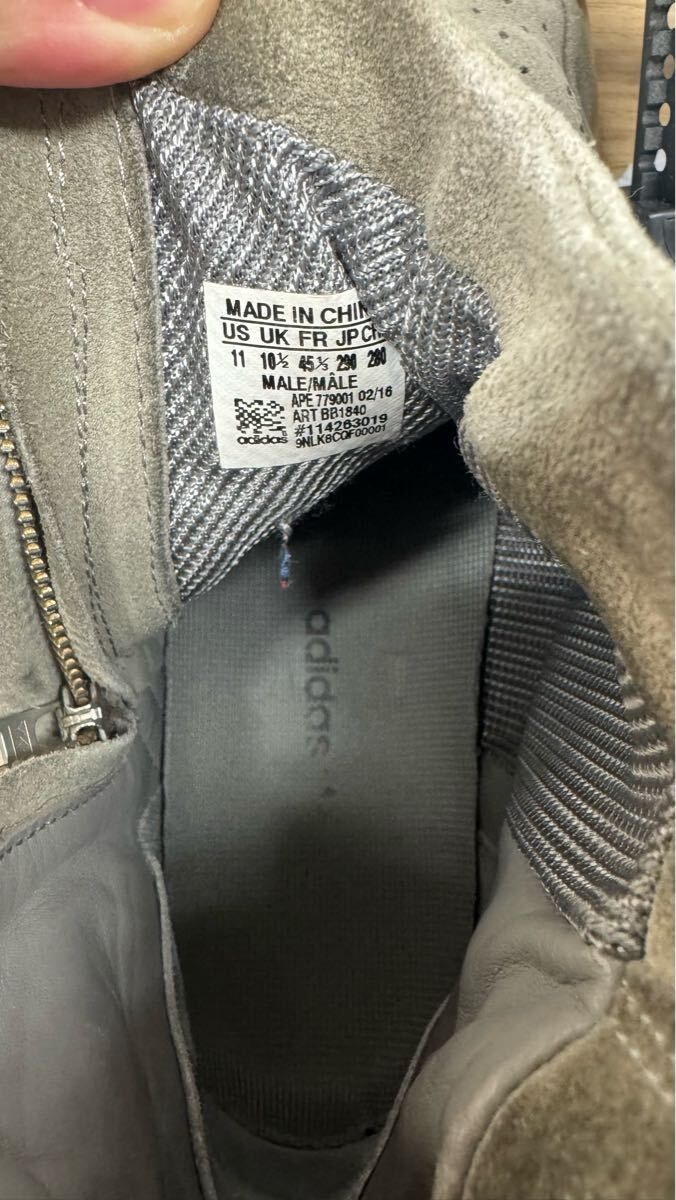 MADE IN CHIN
US UK FR JP CH
11 10½ 45⅓ 290 280
MALE/MÂLE
APE 779001 02/16
ART BB1840
#114263019
adidas 9NLK8CQF00001
adidas